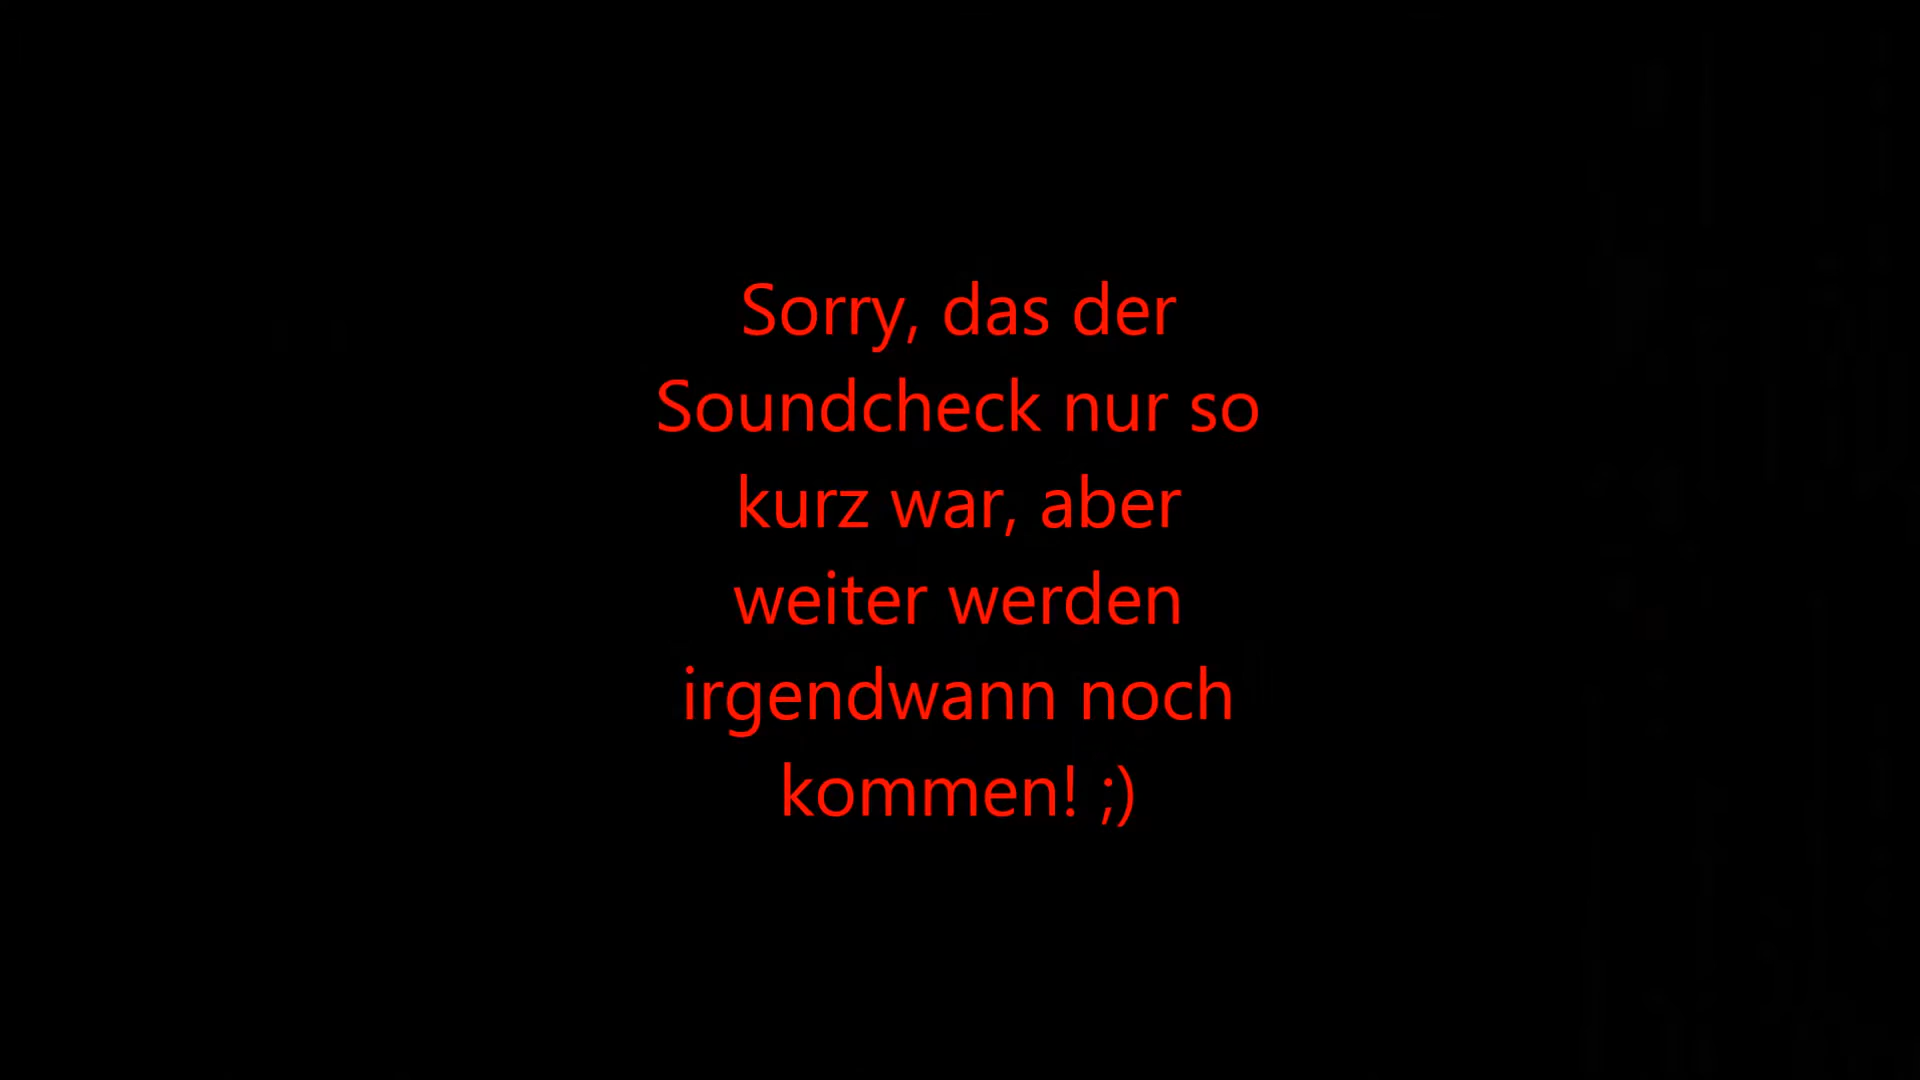 Sorry, das der
Soundcheck nur so
kurz war, aber
weiter werden
irgendwann noch
kommen! ;)